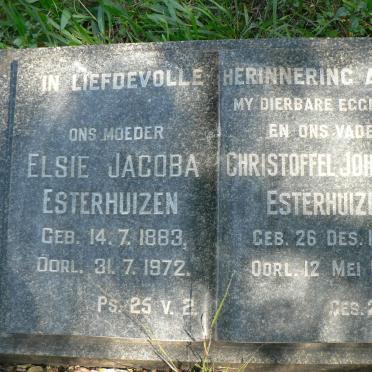 IN LIEFDEVOLLE HERINNERING
ONS MOEDER
ELSIE JACOBA
ESTERHUIZEN
GEB. 14.7.1883,
OORL. 31.7.1972.
PS. 25 V. 2.
MY DIERBARE
EN ONS
CHRISTOFFEL
GEB. 26 DES.
OORL. 12 MEI